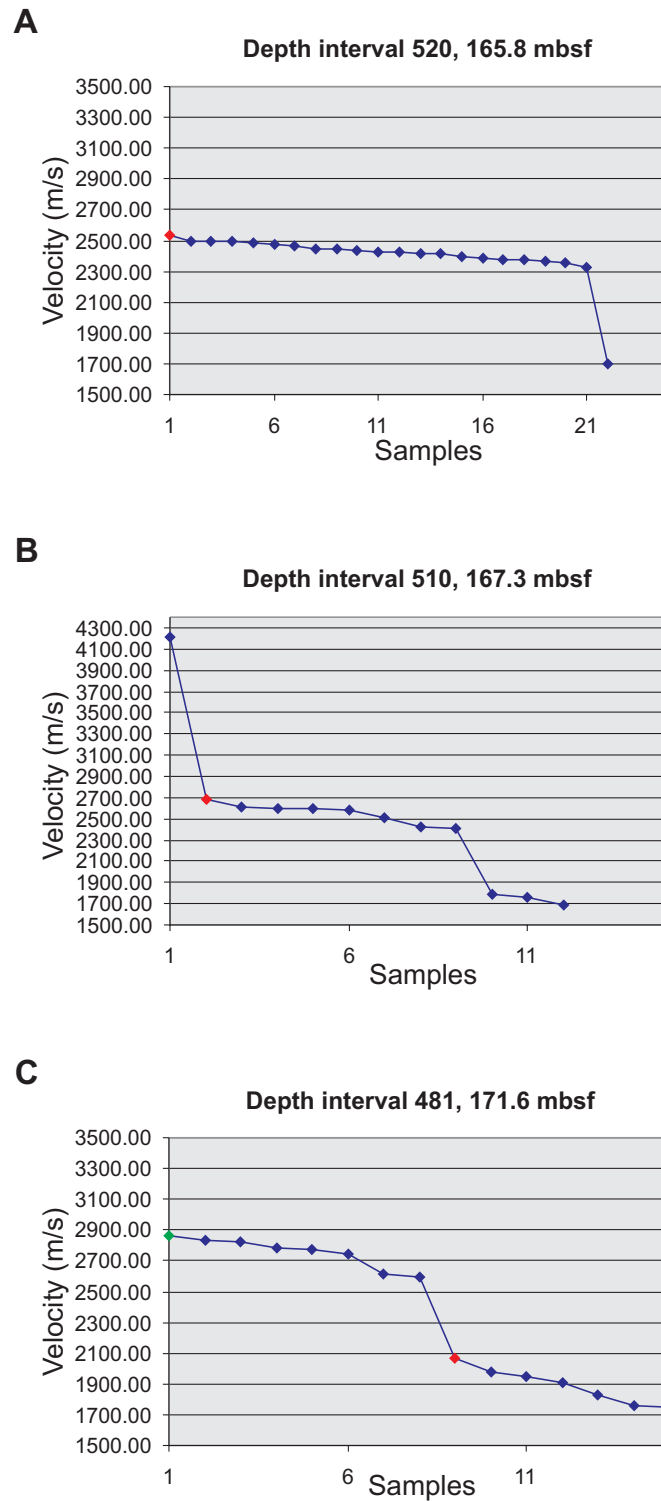 A
Depth interval 520, 165.8 mbsf
3500.00
3300.00
3100.00
2900.00
2700.00
2500.00
2300.00
2100.00
1900.00
1700.00
1500.00
Velocity (m/s)
1 6 11 16 21
Samples
B
Depth interval 510, 167.3 mbsf
4300.00
4100.00
3900.00
3700.00
3500.00
3300.00
3100.00
2900.00
2700.00
2500.00
2300.00
2100.00
1900.00
1700.00
1500.00
Velocity (m/s)
1 6 11
Samples
C
Depth interval 481, 171.6 mbsf
3500.00
3300.00
3100.00
2900.00
2700.00
2500.00
2300.00
2100.00
1900.00
1700.00
1500.00
Velocity (m/s)
1 6 11
Samples